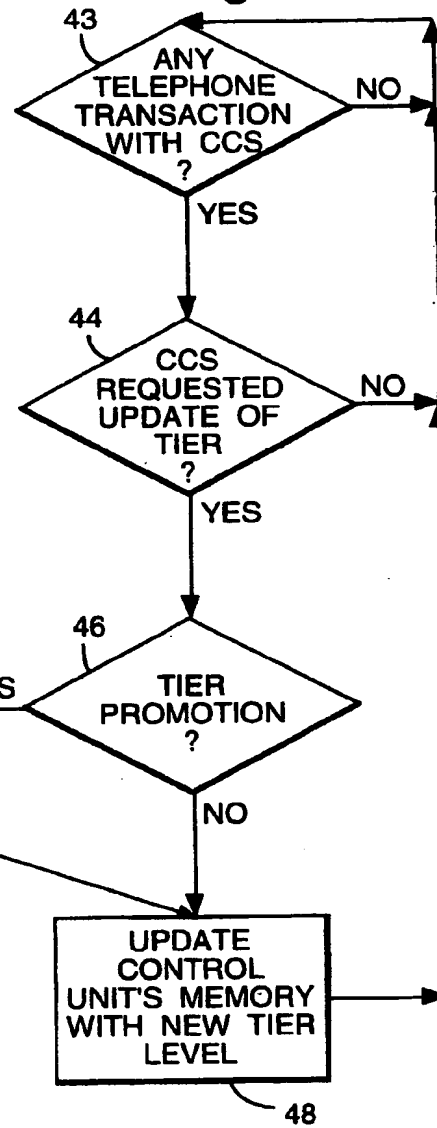 43
ANY
TELEPHONE
TRANSACTION
WITH CCS
?
NO
YES
44
CCS
REQUESTED
UPDATE OF
TIER
?
NO
YES
46
S
TIER
PROMOTION
?
NO
UPDATE
CONTROL
UNIT'S MEMORY
WITH NEW TIER
LEVEL
48